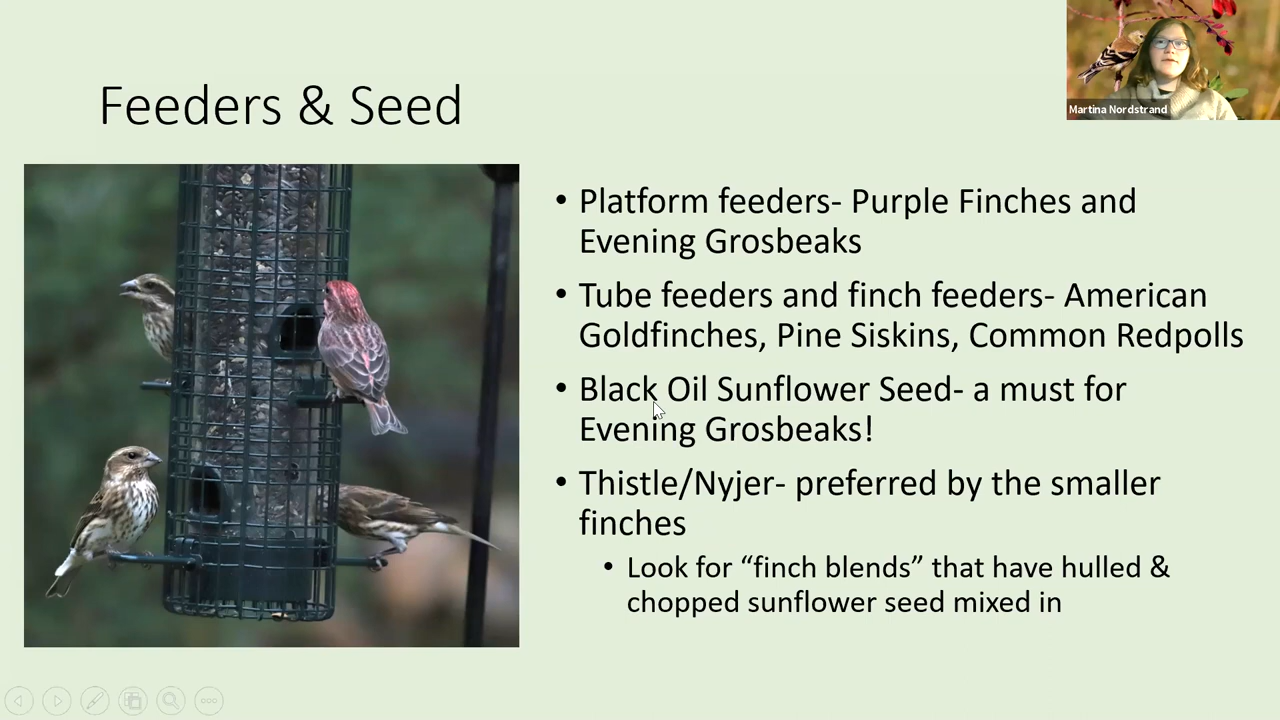 Martina Nordstrand
Feeders & Seed
• Platform feeders- Purple Finches and
Evening Grosbeaks
• Tube feeders and finch feeders- American
Goldfinches, Pine Siskins, Common Redpolls
• Black Oil Sunflower Seed- a must for
Evening Grosbeaks!
• Thistle/Nyjer- preferred by the smaller
finches
• Look for “finch blends” that have hulled &
chopped sunflower seed mixed in